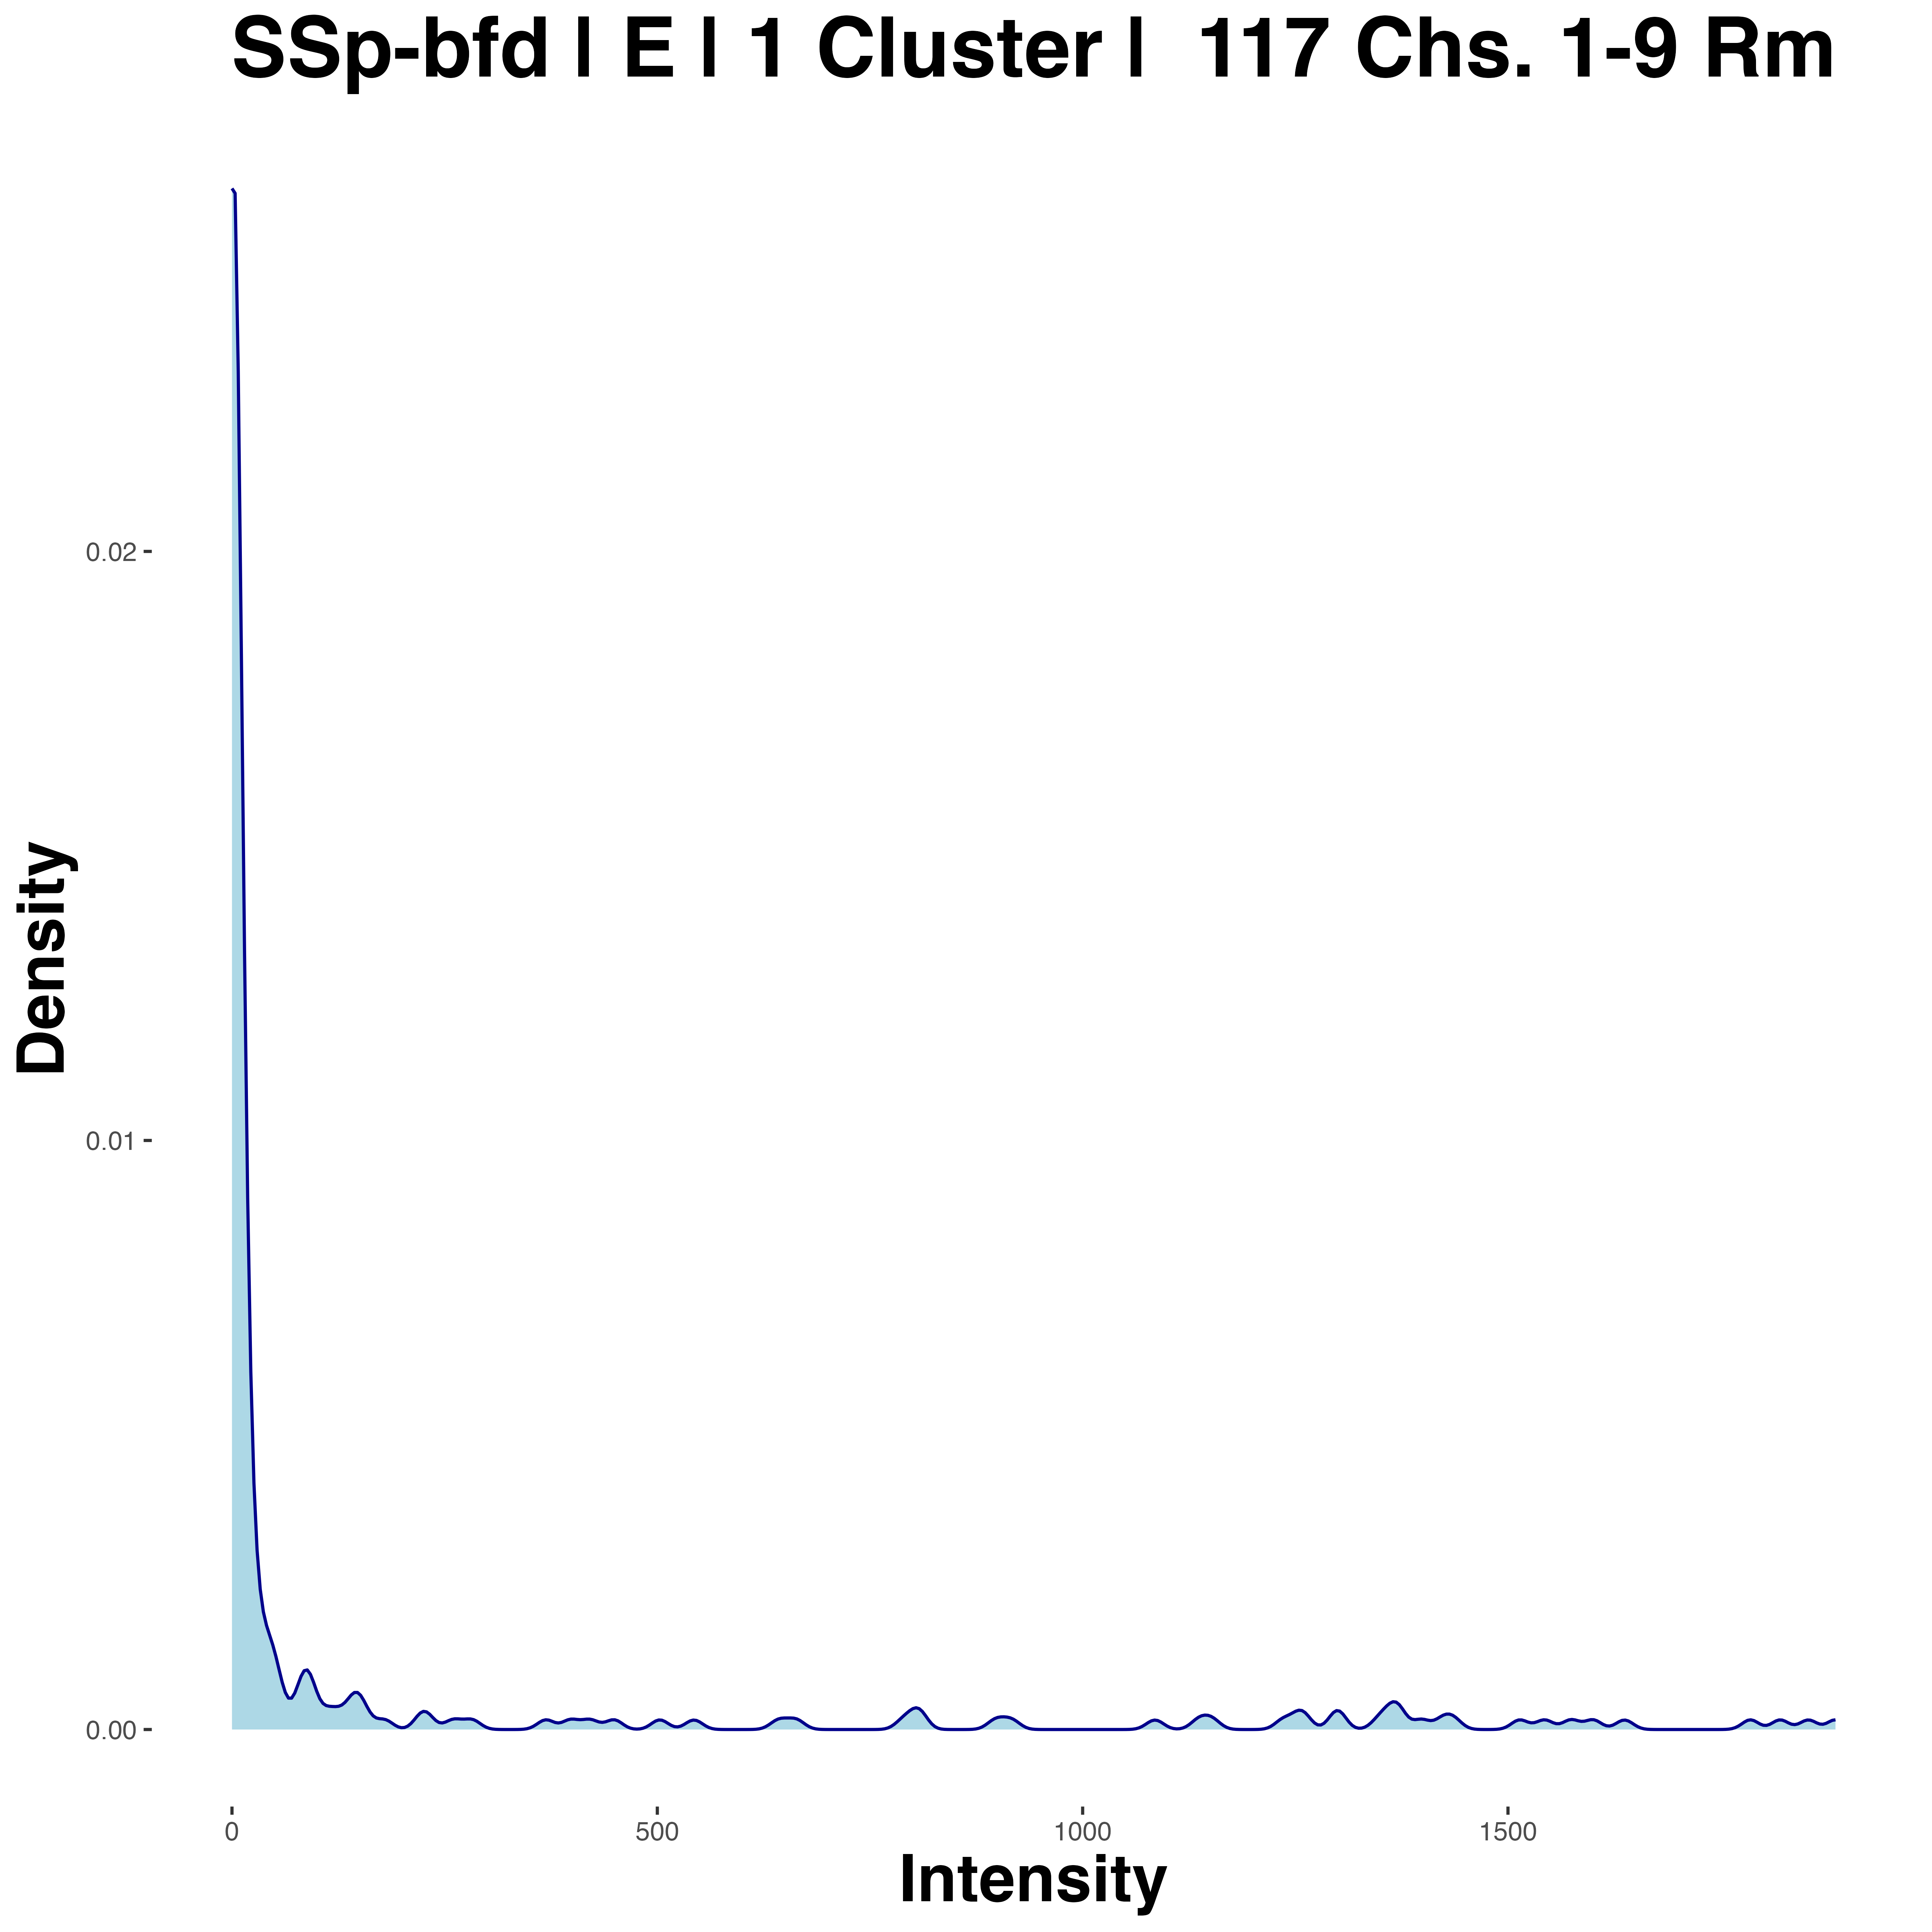 SSp-bfd | E | 1 Cluster |  117 Chs. 1-9 Rm
Density
0.02
0.01
0.00
0
500
1000
1500
Intensity